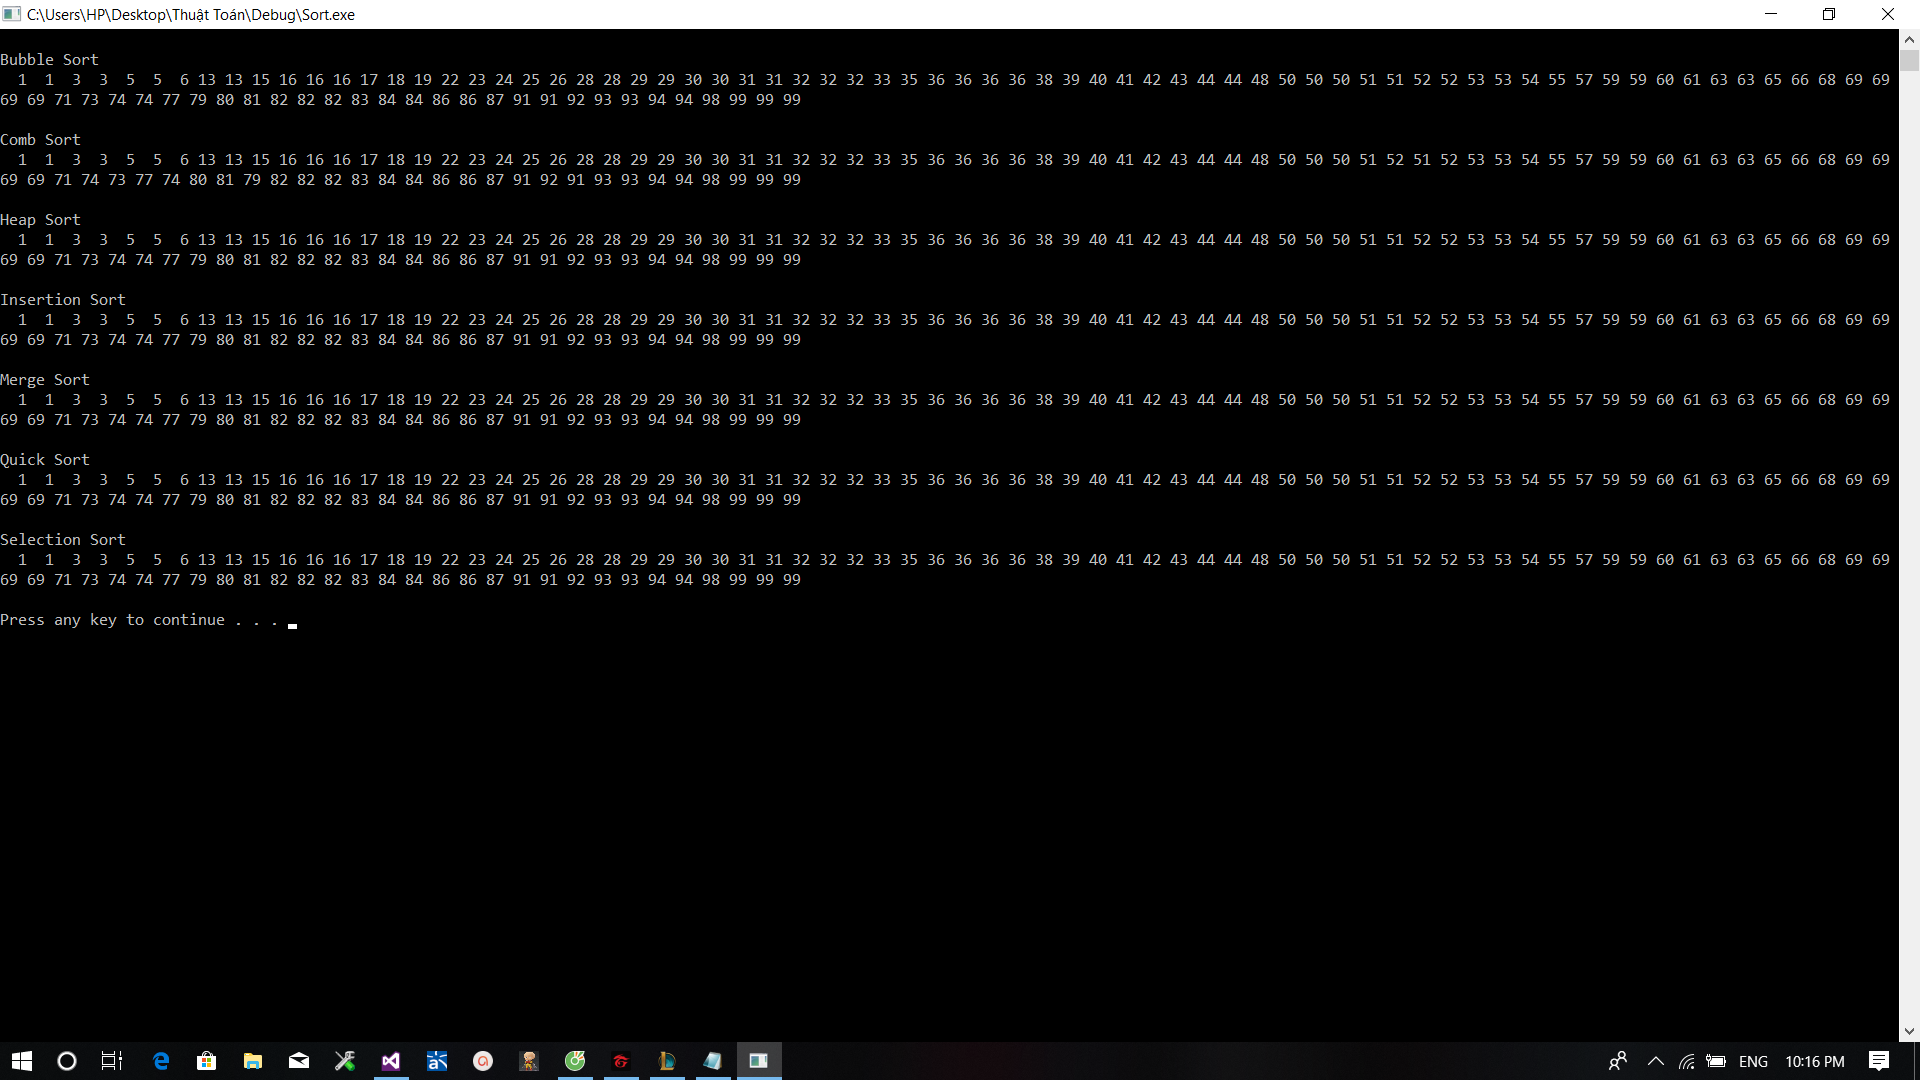 C:\Users\HP\Desktop\Thuật Toán\Debug\Sort.exe
Bubble Sort
1 1 3 3 5 5 6 13 13 15 16 16 16 17 18 19 22 23 24 25 26 28 28 29 29 30 30 31 31 32 32 32 33 35 36 36 36 36 38 39 40 41 42 43 44 44 48 50 50 50 51 51 52 52 53 53 54 55 57 59 59 60 61 63 63 65 66 68 69 69
69 69 71 73 74 74 77 79 80 81 82 82 82 83 84 84 86 86 87 91 91 92 93 93 94 94 98 99 99 99
Comb Sort
1 1 3 3 5 5 6 13 13 15 16 16 16 17 18 19 22 23 24 25 26 28 28 29 29 30 30 31 31 32 32 32 33 35 36 36 36 36 38 39 40 41 42 43 44 44 48 50 50 50 51 52 51 52 53 53 54 55 57 59 59 60 61 63 63 65 66 68 69 69
69 69 71 74 73 77 74 80 81 79 82 82 82 83 84 84 86 86 87 91 92 91 93 93 94 94 98 99 99 99
Heap Sort
1 1 3 3 5 5 6 13 13 15 16 16 16 17 18 19 22 23 24 25 26 28 28 29 29 30 30 31 31 32 32 32 33 35 36 36 36 36 38 39 40 41 42 43 44 44 48 50 50 50 51 51 52 52 53 53 54 55 57 59 59 60 61 63 63 65 66 68 69 69
69 69 71 73 74 74 77 79 80 81 82 82 82 83 84 84 86 86 87 91 91 92 93 93 94 94 98 99 99 99
Insertion Sort
1 1 3 3 5 5 6 13 13 15 16 16 16 17 18 19 22 23 24 25 26 28 28 29 29 30 30 31 31 32 32 32 33 35 36 36 36 36 38 39 40 41 42 43 44 44 48 50 50 50 51 51 52 52 53 53 54 55 57 59 59 60 61 63 63 65 66 68 69 69
69 69 71 73 74 74 77 79 80 81 82 82 82 83 84 84 86 86 87 91 91 92 93 93 94 94 98 99 99 99
Merge Sort
1 1 3 3 5 5 6 13 13 15 16 16 16 17 18 19 22 23 24 25 26 28 28 29 29 30 30 31 31 32 32 32 33 35 36 36 36 36 38 39 40 41 42 43 44 44 48 50 50 50 51 51 52 52 53 53 54 55 57 59 59 60 61 63 63 65 66 68 69 69
69 69 71 73 74 74 77 79 80 81 82 82 82 83 84 84 86 86 87 91 91 92 93 93 94 94 98 99 99 99
Quick Sort
1 1 3 3 5 5 6 13 13 15 16 16 16 17 18 19 22 23 24 25 26 28 28 29 29 30 30 31 31 32 32 32 33 35 36 36 36 36 38 39 40 41 42 43 44 44 48 50 50 50 51 51 52 52 53 53 54 55 57 59 59 60 61 63 63 65 66 68 69 69
69 69 71 73 74 74 77 79 80 81 82 82 82 83 84 84 86 86 87 91 91 92 93 93 94 94 98 99 99 99
Selection Sort
1 1 3 3 5 5 6 13 13 15 16 16 16 17 18 19 22 23 24 25 26 28 28 29 29 30 30 31 31 32 32 32 33 35 36 36 36 36 38 39 40 41 42 43 44 44 48 50 50 50 51 51 52 52 53 53 54 55 57 59 59 60 61 63 63 65 66 68 69 69
69 69 71 73 74 74 77 79 80 81 82 82 82 83 84 84 86 86 87 91 91 92 93 93 94 94 98 99 99 99
Press any key to continue . . .
ENG 10:16 PM